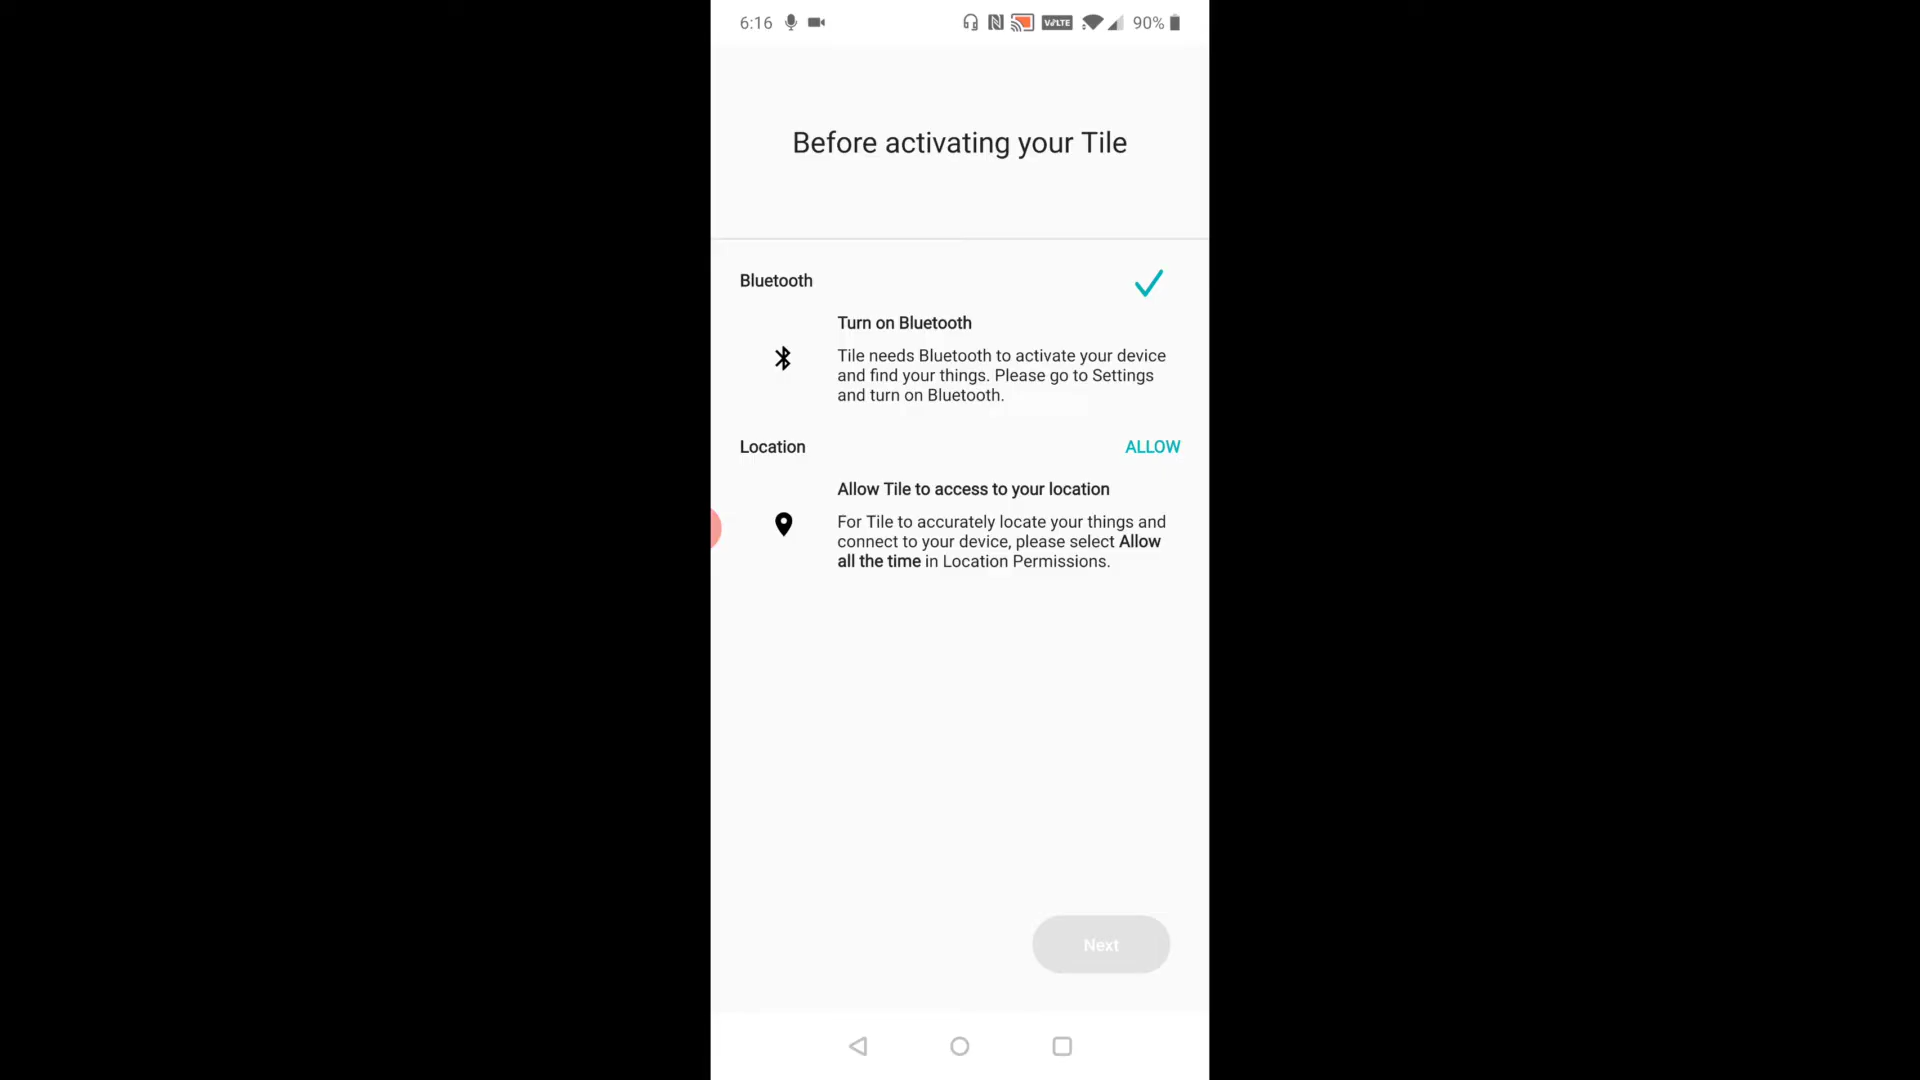 6:16 VoLTE 90%
Before activating your Tile
Bluetooth
Turn on Bluetooth
Tile needs Bluetooth to activate your device
and find your things. Please go to Settings
and turn on Bluetooth.
Location ALLOW
Allow Tile to access to your location
For Tile to accurately locate your things and
connect to your device, please select Allow
all the time in Location Permissions.
Next